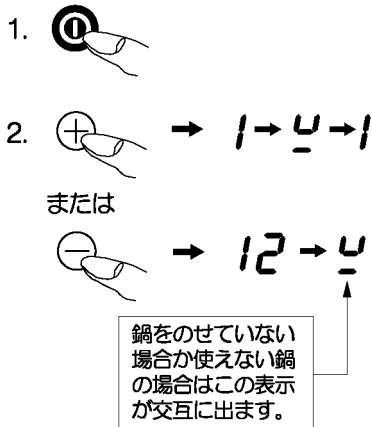 1.
2. → 1 → 凵 → 1
または
→ 12 → 凵
鍋をのせていない
場合か使えない鍋
の場合はこの表示
が交互に出ます。